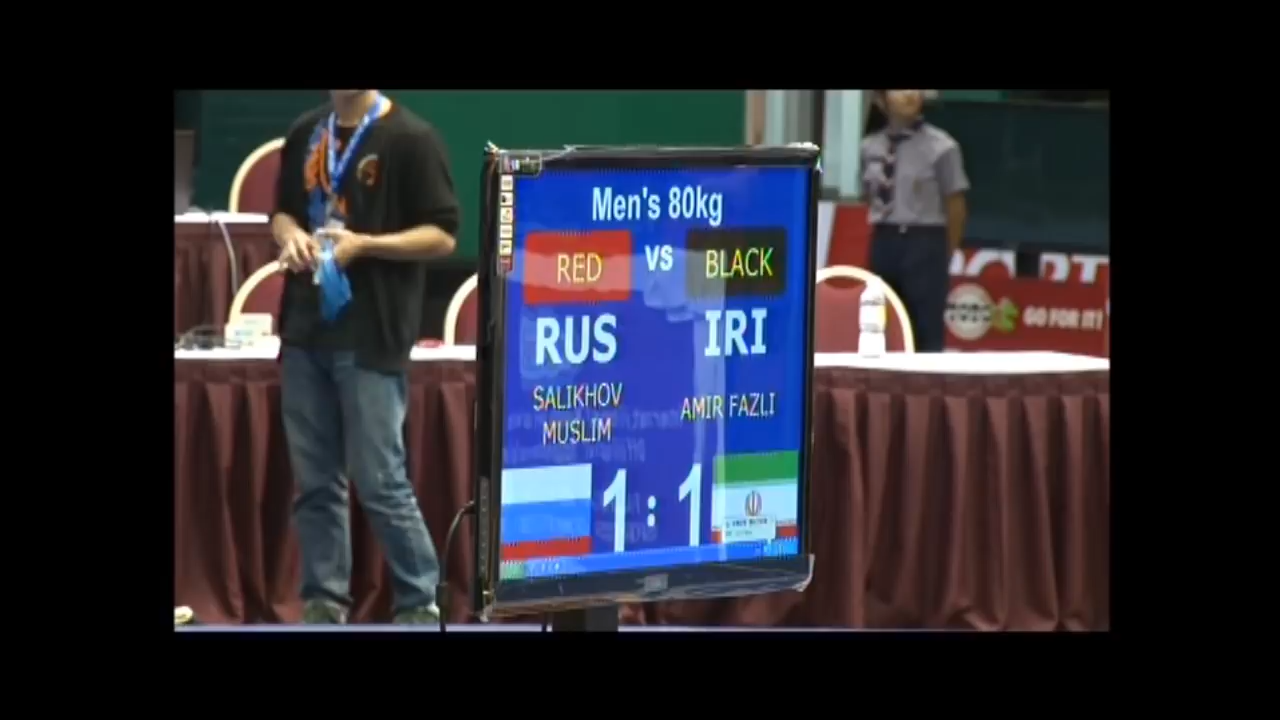 Men's 80kg
RED VS BLACK
RUS IRI
SALIKHOV
MUSLIM
AMIR FAZLI
1 : 1
GO FOR IT!